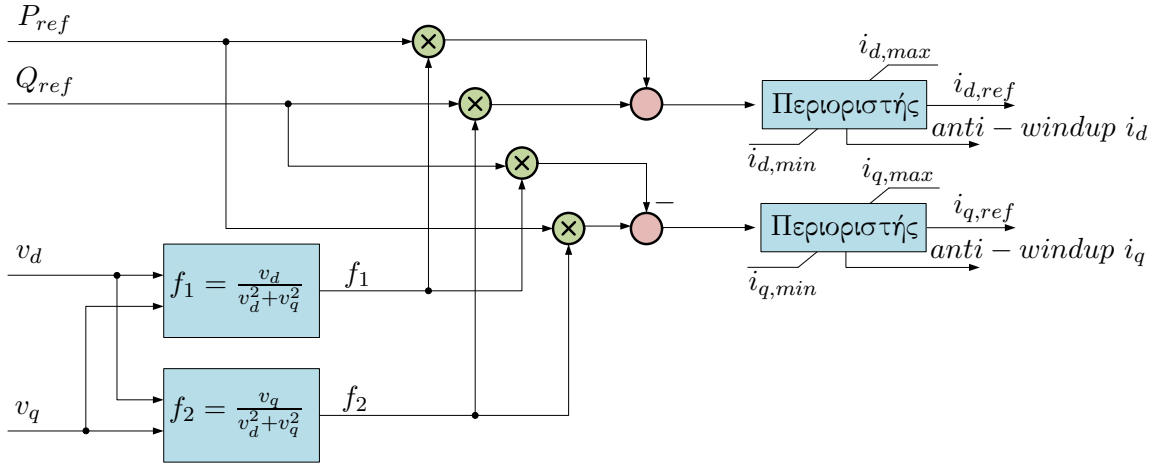 P_{ref}
Q_{ref}
i_{d,max}
Περιοριστής
i_{d,ref}
anti − windup i_d
i_{d,min}
i_{q,max}
−
Περιοριστής
i_{q,ref}
anti − windup i_q
i_{q,min}
v_d
f_1 = \frac{v_d}{v_d^2+v_q^2}
f_1
v_q
f_2 = \frac{v_q}{v_d^2+v_q^2}
f_2